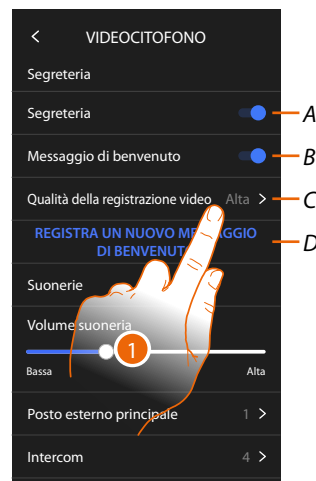 VIDEOCITOFONO
Segreteria
Segreteria
A
Messaggio di benvenuto
B
Qualità della registrazione video Alta
C
REGISTRA UN NUOVO ME AGGIO
D
DI BENVENUT
Suonerie
Volume suoneria
1
Bassa Alta
Posto esterno principale 1
Intercom 4